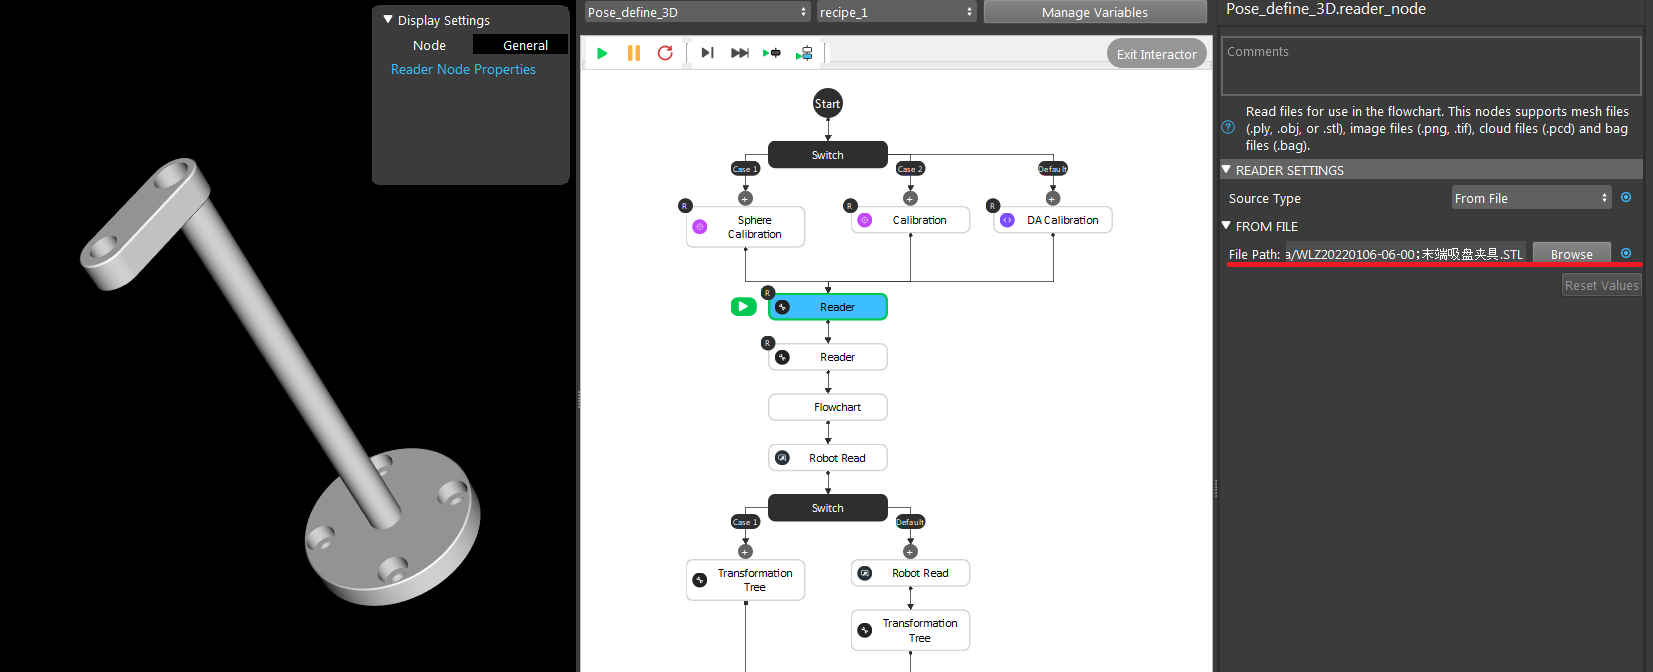 Display Settings
Node
General
Reader Node Properties
Pose_define_3D
recipe_1
Manage Variables
Exit Interactor
Start
Switch
Case 1
Case 2
Default
R
Sphere
Calibration
R
Calibration
R
DA Calibration
R
Reader
R
Reader
Flowchart
Robot Read
Switch
Case 1
Default
Transformation
Tree
Robot Read
Transformation
Tree
Pose_define_3D.reader_node
Comments
Read files for use in the flowchart. This nodes supports mesh files
(.ply, .obj, or .stl), image files (.png, .tif), cloud files (.pcd) and bag
files (.bag).
READER SETTINGS
Source Type
From File
FROM FILE
File Path:
a/WLZ20220106-06-00;末端吸盘夹具.STL
Browse
Reset Values